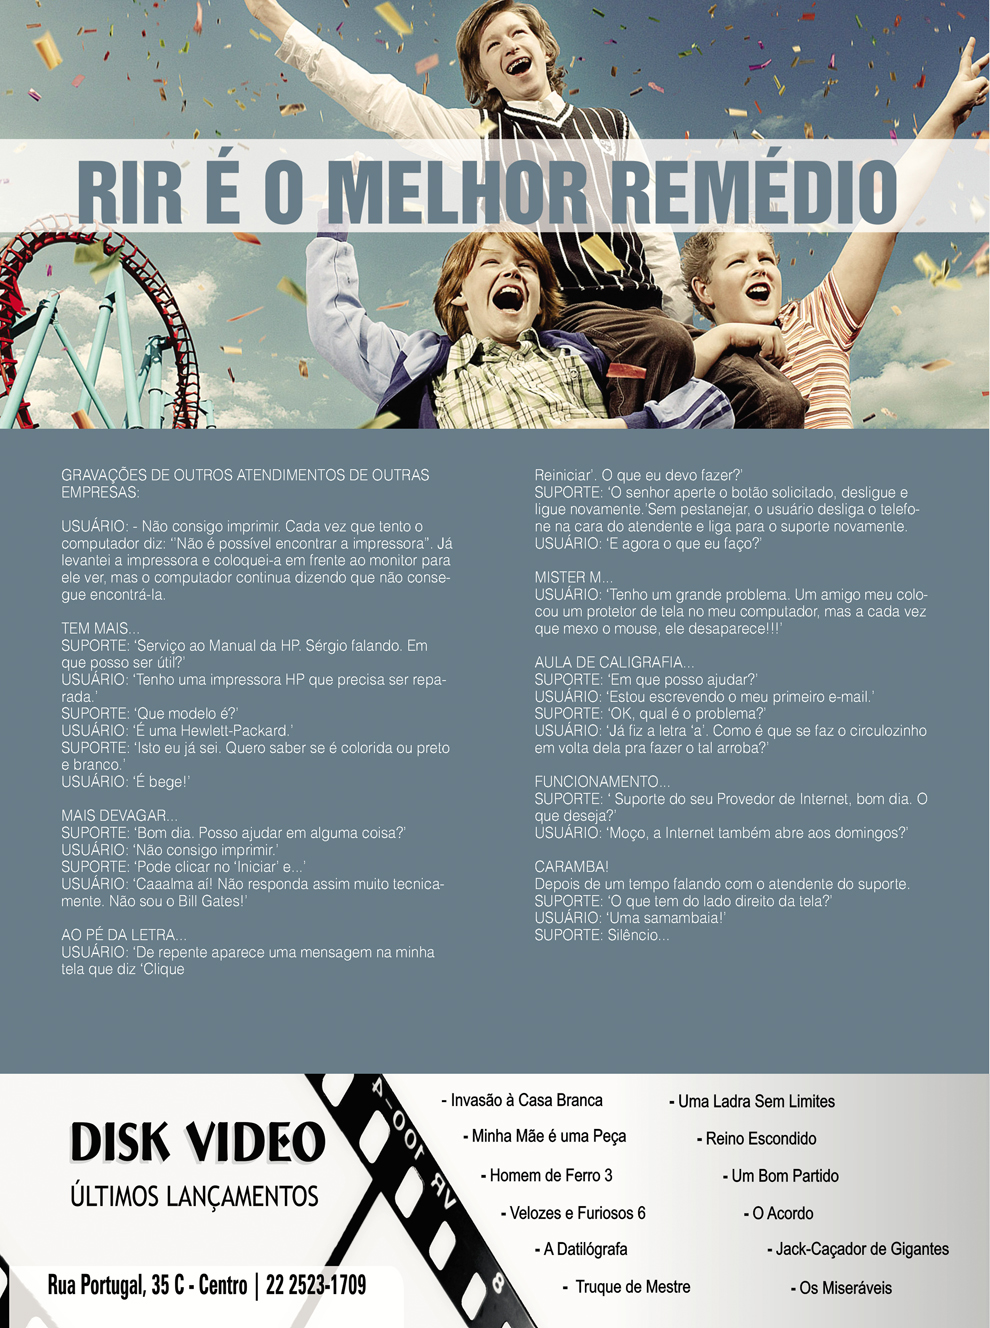 RIR É O MELHOR REMÉDIO
GRAVAÇÕES DE OUTROS ATENDIMENTOS DE OUTRAS
EMPRESAS:
USUÁRIO: - Não consigo imprimir. Cada vez que tento o
computador diz: ‘’Não é possível encontrar a impressora”. Já
levantei a impressora e coloquei-a em frente ao monitor para
ele ver, mas o computador continua dizendo que não conse-
gue encontrá-la.
TEM MAIS...
SUPORTE: ‘Serviço ao Manual da HP. Sérgio falando. Em
que posso ser útil?’
USUÁRIO: ‘Tenho uma impressora HP que precisa ser repa-
rada.’
SUPORTE: ‘Que modelo é?’
USUÁRIO: ‘É uma Hewlett-Packard.’
SUPORTE: ‘Isto eu já sei. Quero saber se é colorida ou preto
e branco.’
USUÁRIO: ‘É bege!’
MAIS DEVAGAR...
SUPORTE: ‘Bom dia. Posso ajudar em alguma coisa?’
USUÁRIO: ‘Não consigo imprimir.’
SUPORTE: ‘Pode clicar no ‘Iniciar’ e...’
USUÁRIO: ‘Caaalma aí! Não responda assim muito tecnica-
mente. Não sou o Bill Gates!’
AO PÉ DA LETRA...
USUÁRIO: ‘De repente aparece uma mensagem na minha
tela que diz ‘Clique
Reiniciar’. O que eu devo fazer?’
SUPORTE: ‘O senhor aperte o botão solicitado, desligue e
ligue novamente.’Sem pestanejar, o usuário desliga o telefo-
ne na cara do atendente e liga para o suporte novamente.
USUÁRIO: ‘E agora o que eu faço?’
MISTER M...
USUÁRIO: ‘Tenho um grande problema. Um amigo meu colo-
cou um protetor de tela no meu computador, mas a cada vez
que mexo o mouse, ele desaparece!!!’
AULA DE CALIGRAFIA...
SUPORTE: ‘Em que posso ajudar?’
USUÁRIO: ‘Estou escrevendo o meu primeiro e-mail.’
SUPORTE: ‘OK, qual é o problema?’
USUÁRIO: ‘Já fiz a letra ‘a’. Como é que se faz o circulozinho
em volta dela pra fazer o tal arroba?’
FUNCIONAMENTO...
SUPORTE: ‘ Suporte do seu Provedor de Internet, bom dia. O
que deseja?’
USUÁRIO: ‘Moço, a Internet também abre aos domingos?’
CARAMBA!
Depois de um tempo falando com o atendente do suporte.
SUPORTE: ‘O que tem do lado direito da tela?’
USUÁRIO: ‘Uma samambaia!’
SUPORTE: Silêncio...
DISK VIDEO
ÚLTIMOS LANÇAMENTOS
Rua Portugal, 35 C - Centro | 22 2523-1709
- Invasão à Casa Branca
- Minha Mãe é uma Peça
- Homem de Ferro 3
- Velozes e Furiosos 6
- A Datilógrafa
- Truque de Mestre
- Uma Ladra Sem Limites
- Reino Escondido
- Um Bom Partido
- O Acordo
- Jack-Caçador de Gigantes
- Os Miseráveis
8